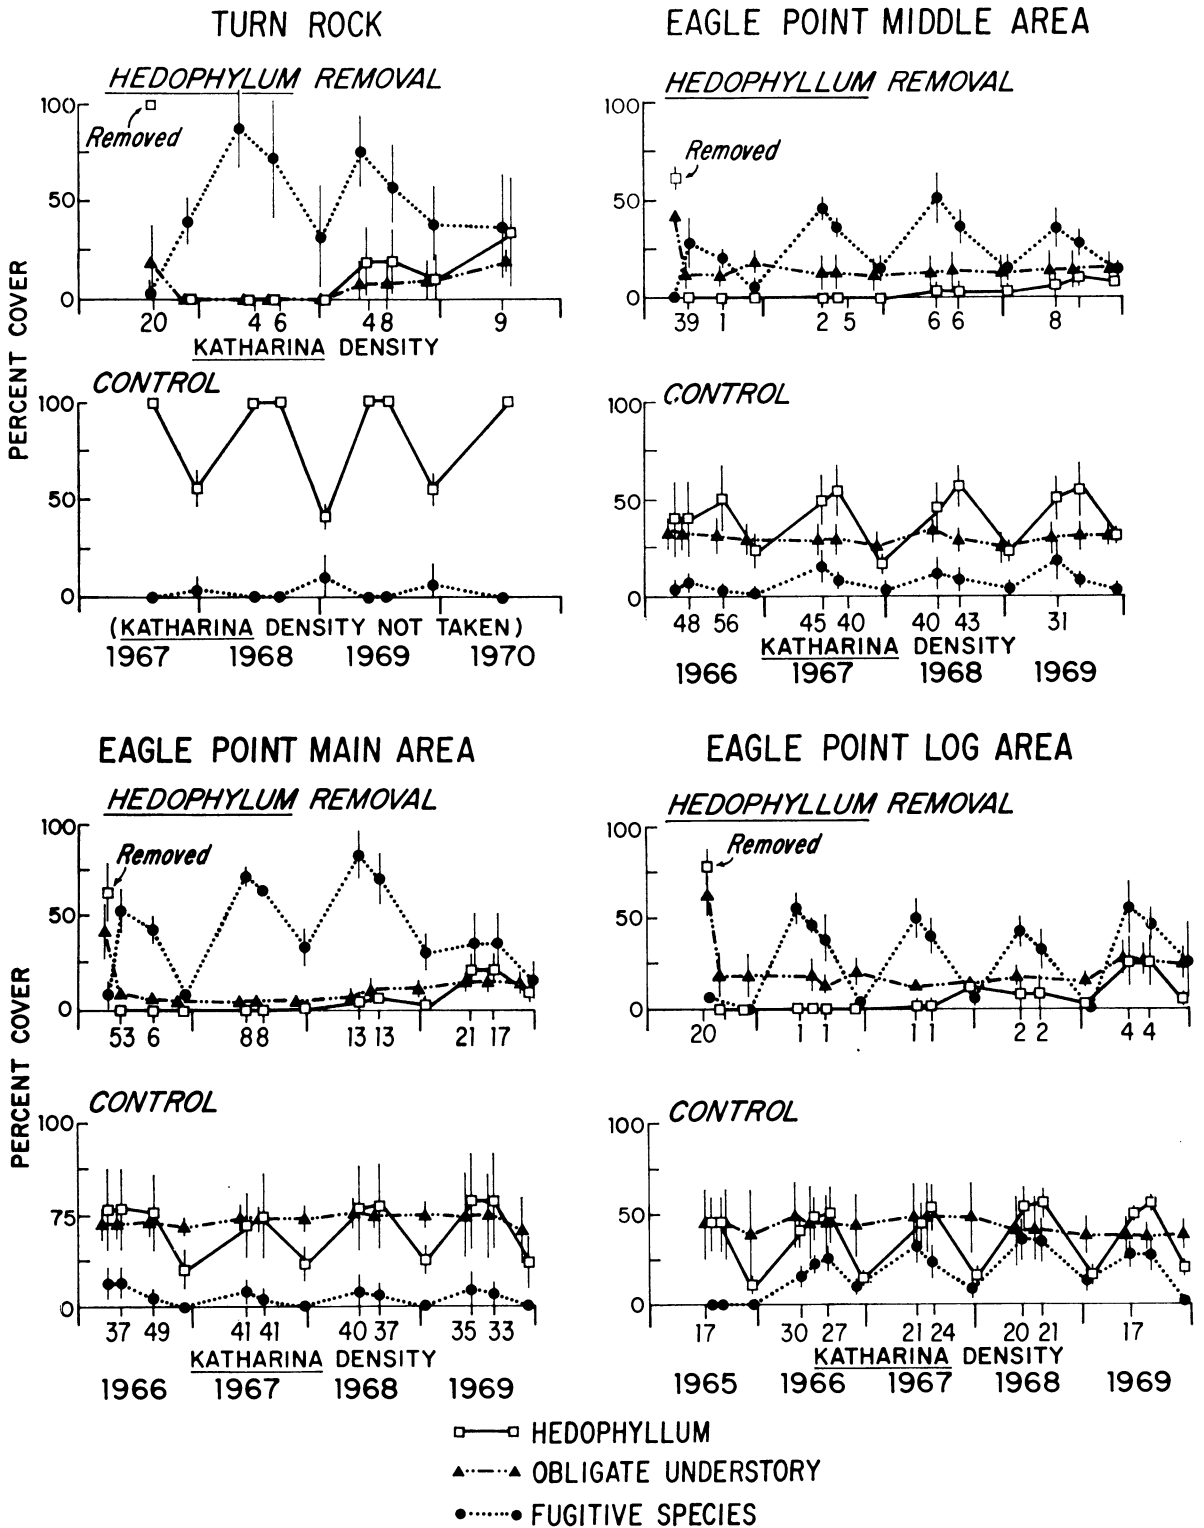 TURN ROCK
HEDOPHYLUM REMOVAL
100
Removed
50
0
20 4 6 4 8 9
KATHARINA DENSITY
CONTROL
100
50
0
(KATHARINA DENSITY NOT TAKEN)
1967 1968 1969 1970
PERCENT COVER
EAGLE POINT MIDDLE AREA
HEDOPHYLLUM REMOVAL
100
Removed
50
0
39 1 2 5 6 6 8
CONTROL
100
50
0
48 56 45 40 40 43 31
KATHARINA DENSITY
1966 1967 1968 1969
EAGLE POINT MAIN AREA
HEDOPHYLUM REMOVAL
100
Removed
50
0
53 6 8 8 13 13 21 17
CONTROL
100
75
0
37 49 41 41 40 37 35 33
KATHARINA DENSITY
1966 1967 1968 1969
PERCENT COVER
EAGLE POINT LOG AREA
HEDOPHYLLUM REMOVAL
100
Removed
50
0
20 1 1 1 1 2 2 4 4
CONTROL
100
50
0
17 30 27 21 24 20 21 17
KATHARINA DENSITY
1965 1966 1967 1968 1969
HEDOPHYLLUM
OBLIGATE UNDERSTORY
FUGITIVE SPECIES